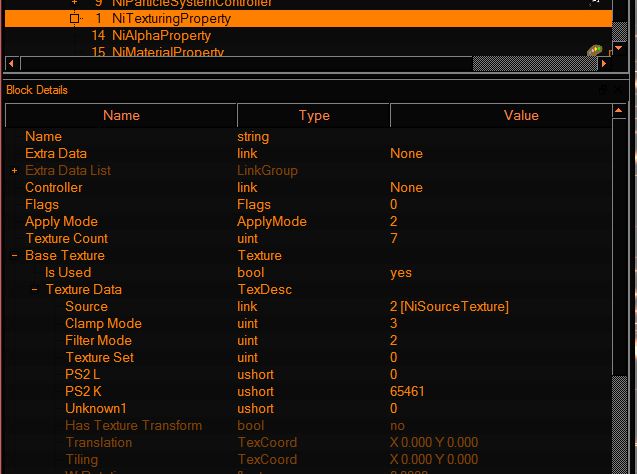 9 NiParticleSystemController
1 NiTexturingProperty
14 NiAlphaProperty
15 NiMaterialProperty
Block Details
Name Type Value
Name string
Extra Data link None
Extra Data List LinkGroup
Controller link None
Flags Flags 0
Apply Mode ApplyMode 2
Texture Count uint 7
Base Texture Texture
Is Used bool yes
Texture Data TexDesc
Source link 2 [NiSourceTexture]
Clamp Mode uint 3
Filter Mode uint 2
Texture Set uint 0
PS2 L ushort 0
PS2 K ushort 65461
Unknown1 ushort 0
Has Texture Transform bool no
Translation TexCoord X 0.000 Y 0.000
Tiling TexCoord X 0.000 Y 0.000